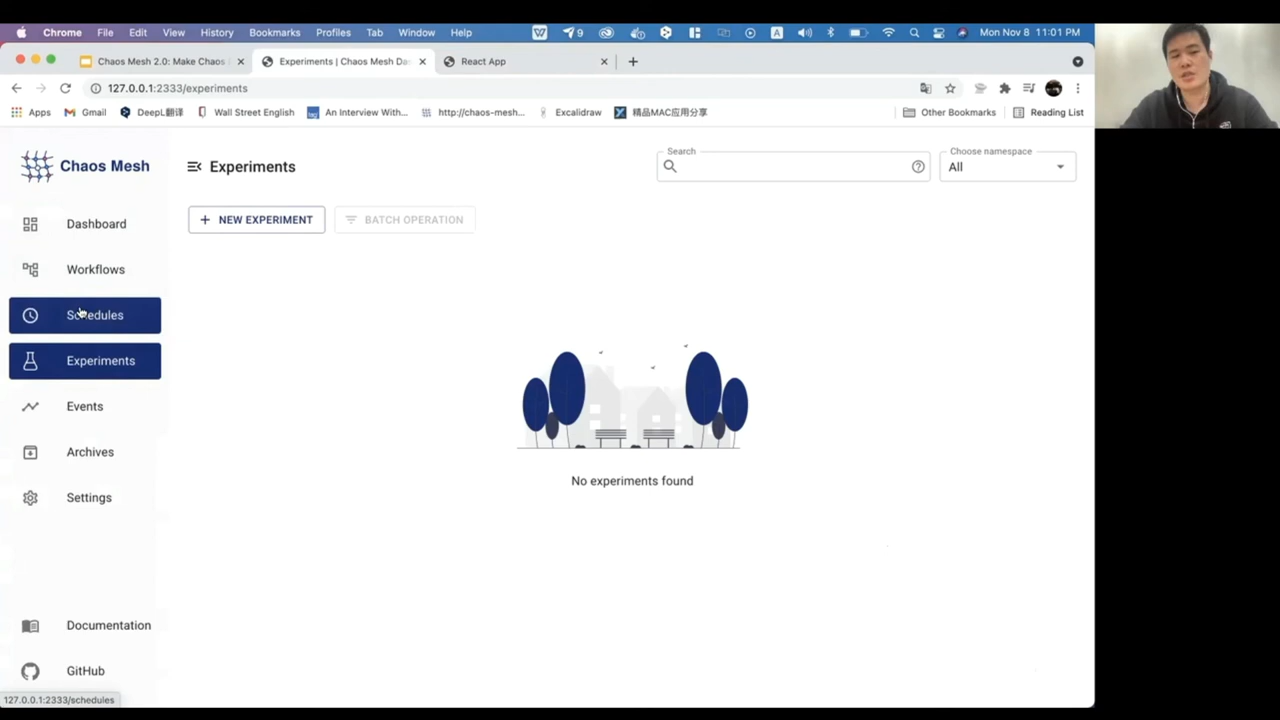 Chrome File Edit View History Bookmarks Profiles Tab Window Help 9 A Mon Nov 8 11:01 PM
Chaos Mesh 2.0: Make Chaos Experiments | Chaos Mesh Da React App
127.0.0.1:2333/experiments
Apps Gmail DeepL翻译 Wall Street English An Interview With... http://chaos-mesh... Excalidraw 精品MAC应用分享 Other Bookmarks Reading List
Chaos Mesh
Experiments
Search
Choose namespace
All
NEW EXPERIMENT
BATCH OPERATION
Dashboard
Workflows
Schedules
Experiments
Events
Archives
Settings
No experiments found
Documentation
GitHub
127.0.0.1:2333/schedules